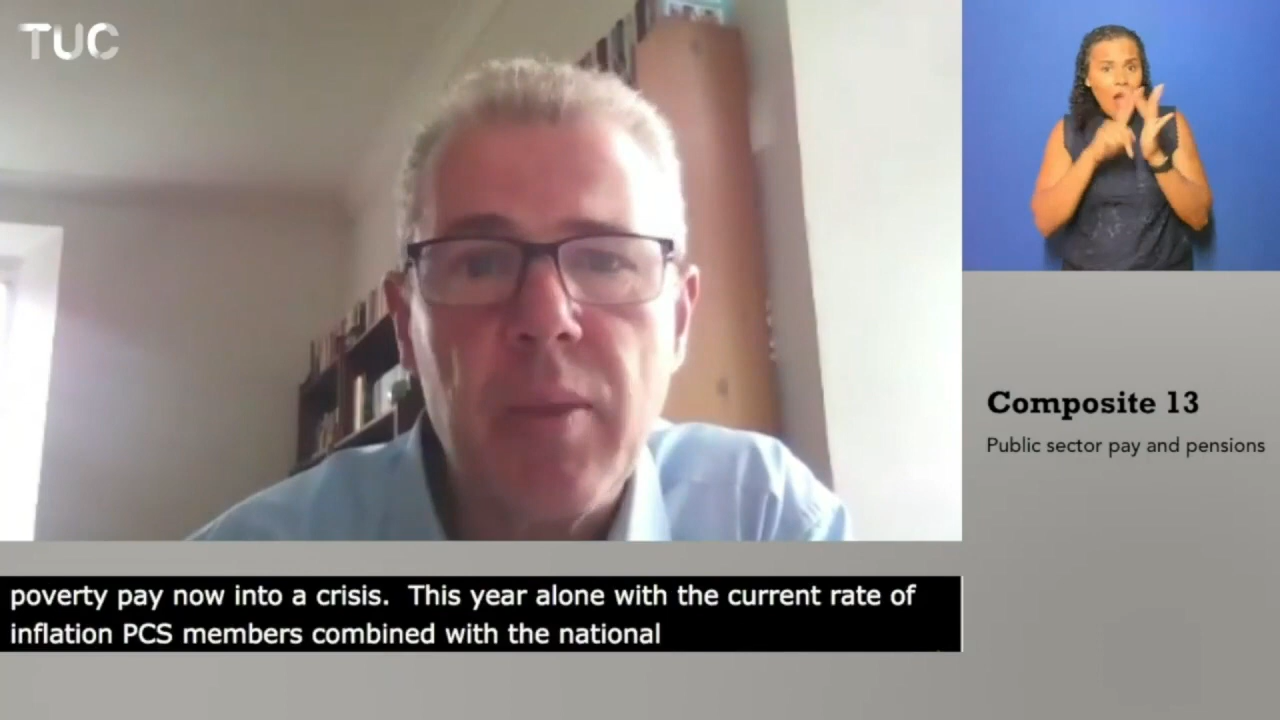 TUC
Composite 13
Public sector pay and pensions
poverty pay now into a crisis.  This year alone with the current rate of
inflation PCS members combined with the national